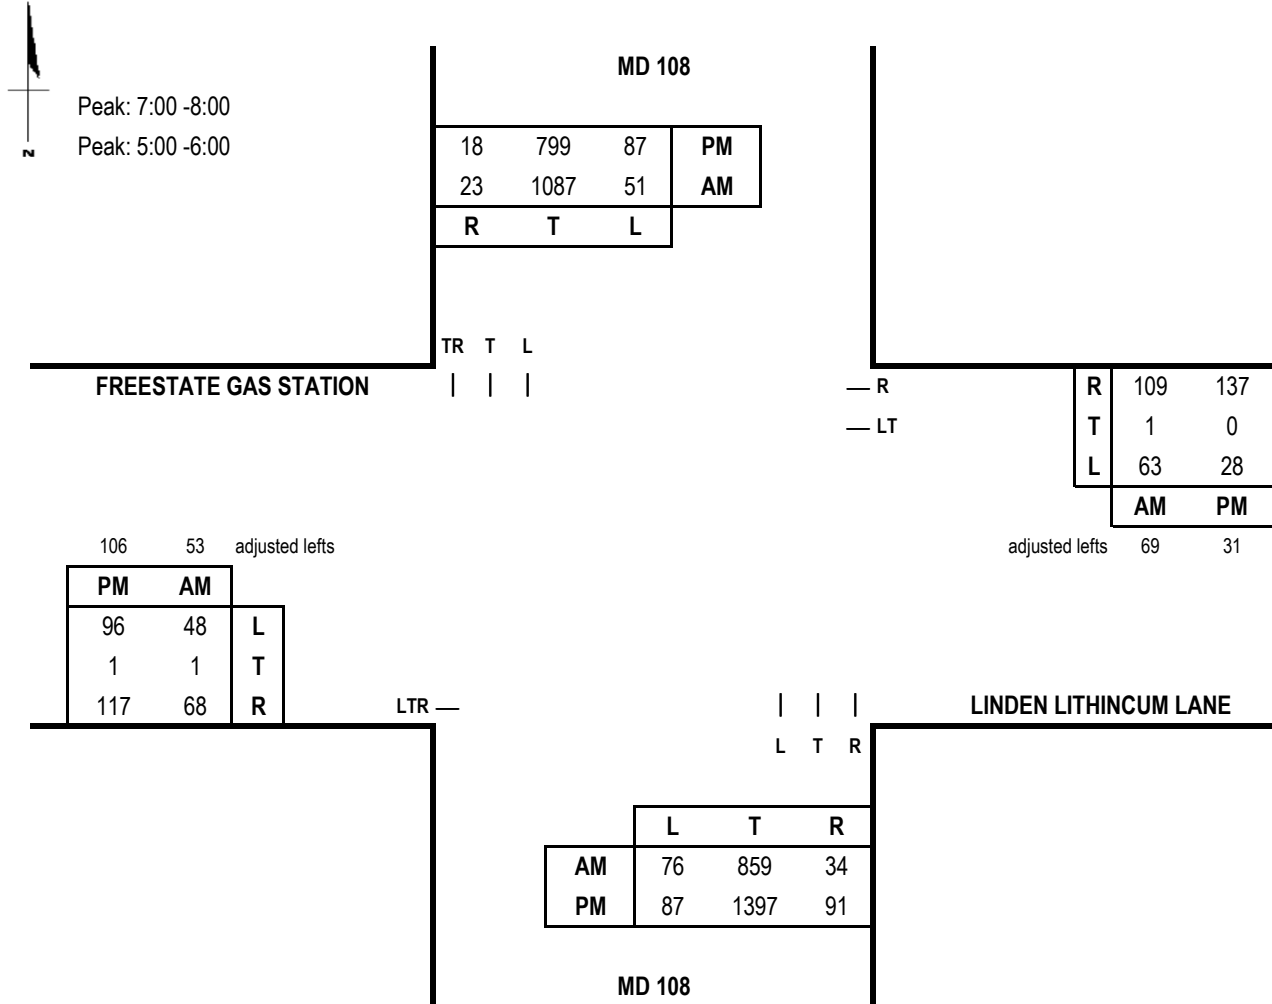 MD 108
Peak: 7:00 -8:00
Peak: 5:00 -6:00
N
18 799 87 PM
23 1087 51 AM
R T L
TR T L
FREESTATE GAS STATION
| | |
— R
— LT
R 109 137
T 1 0
L 63 28
AM PM
adjusted lefts 69 31
106 53 adjusted lefts
PM AM
96 48 L
1 1 T
117 68 R
LTR —
| | |
L T R
LINDEN LITHINCUM LANE
L T R
AM 76 859 34
PM 87 1397 91
MD 108